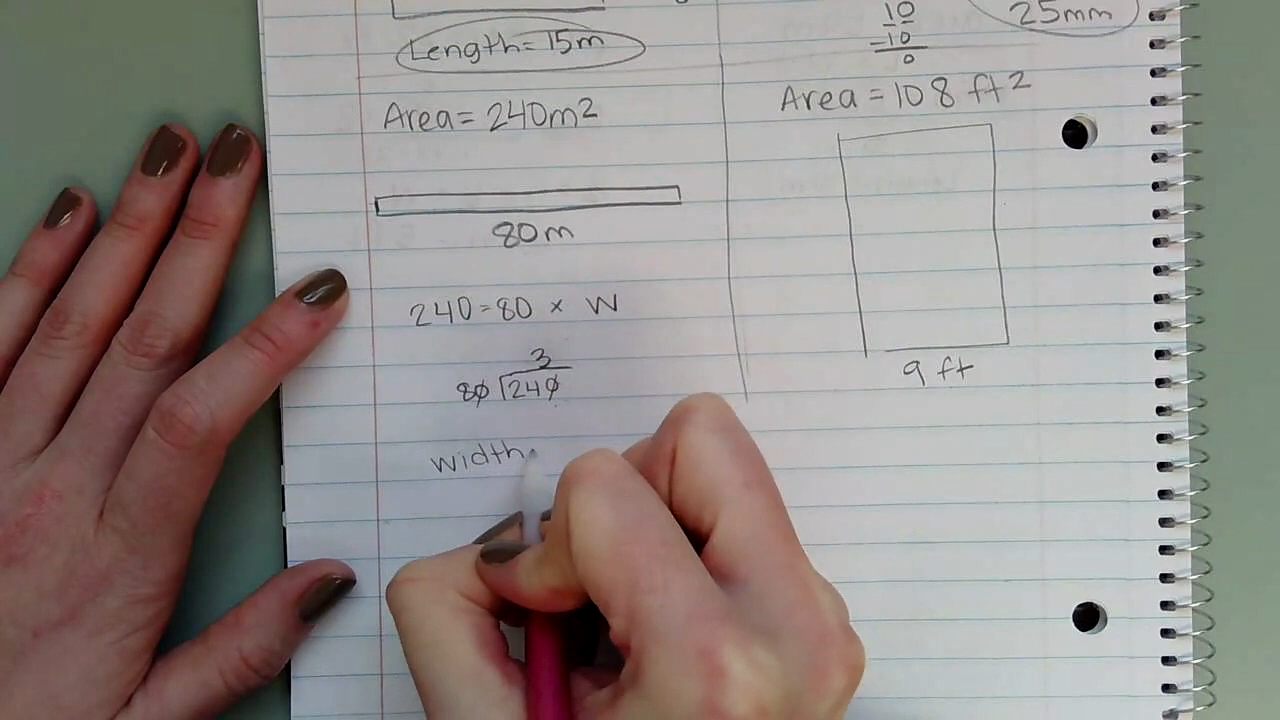 Length=15m
Area=240m2
80m
240=80 x W
3
80 240
width
10
-10
0
25mm
Area=108 ft2
9 ft